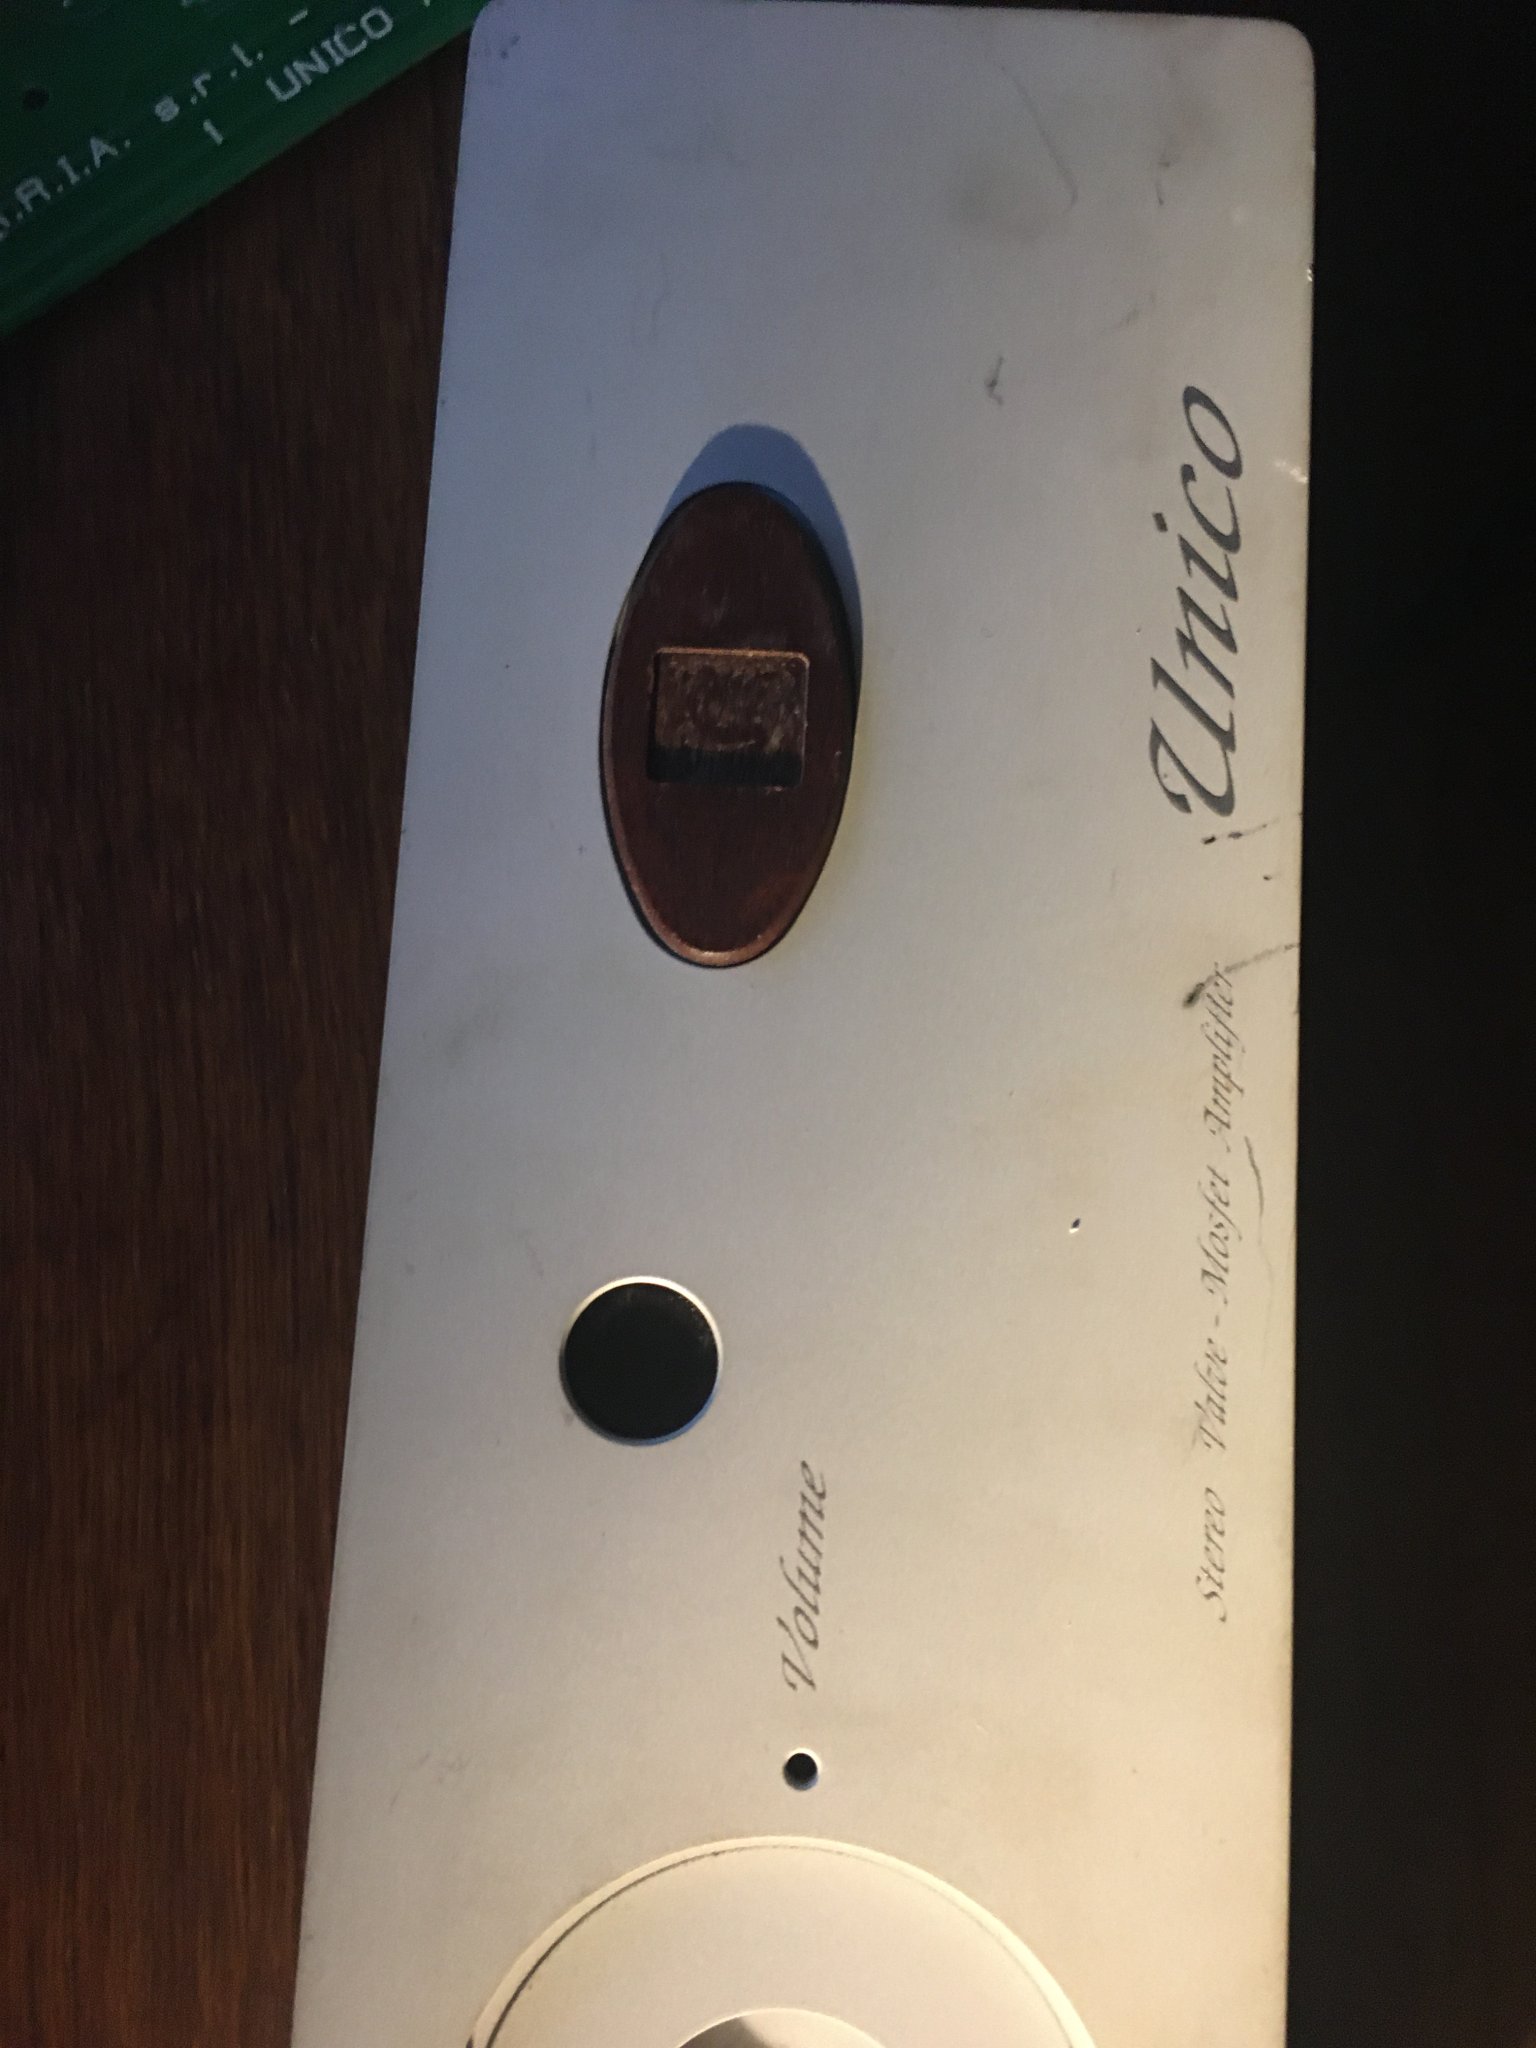 .R.I.A. s.r.l. -
1 UNICO
Unico
Stereo Valve - Mosfet Amplifier
Volume